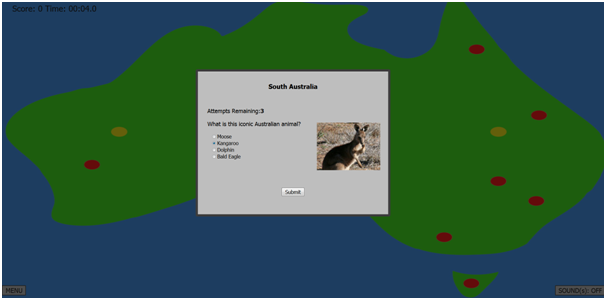 Score: 0 Time: 00:04.0
South Australia
Attempts Remaining:3
What is this iconic Australian animal?
Moose
Kangaroo
Dolphin
Bald Eagle
Submit
MENU
SOUND(s): OFF